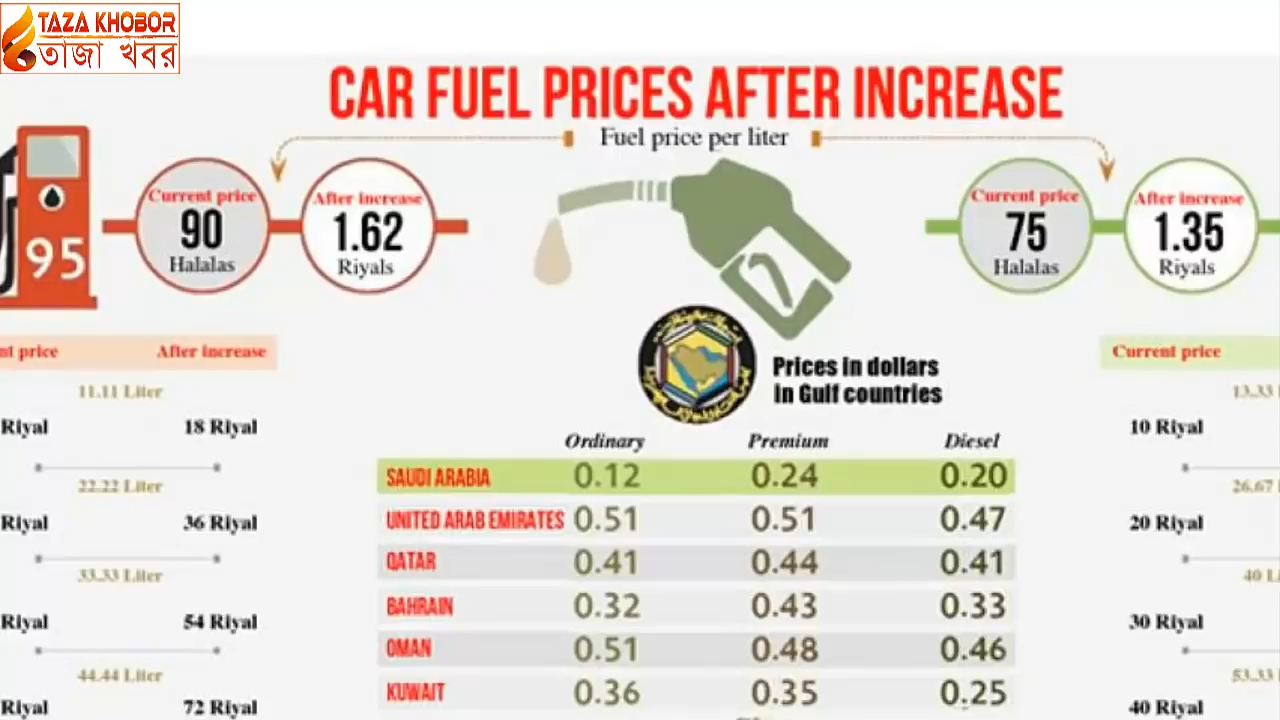 TAZA KHOBOR
তাজা খবর
CAR FUEL PRICES AFTER INCREASE
Fuel price per liter
95
Current price
90
Halalas
After increase
1.62
Riyals
Current price
75
Halalas
After increase
1.35
Riyals
Prices in dollars
in Gulf countries
price After increase
11.11 Liter
Riyal 18 Riyal
22.22 Liter
Riyal 36 Riyal
33.33 Liter
Riyal 54 Riyal
44.44 Liter
Riyal 72 Riyal
Ordinary Premium Diesel
SAUDI ARABIA 0.12 0.24 0.20
UNITED ARAB EMIRATES 0.51 0.51 0.47
QATAR 0.41 0.44 0.41
BAHRAIN 0.32 0.43 0.33
OMAN 0.51 0.48 0.46
KUWAIT 0.36 0.35 0.25
Current price
13.33
10 Riyal
26.67
20 Riyal
40
30 Riyal
53.33
40 Riyal